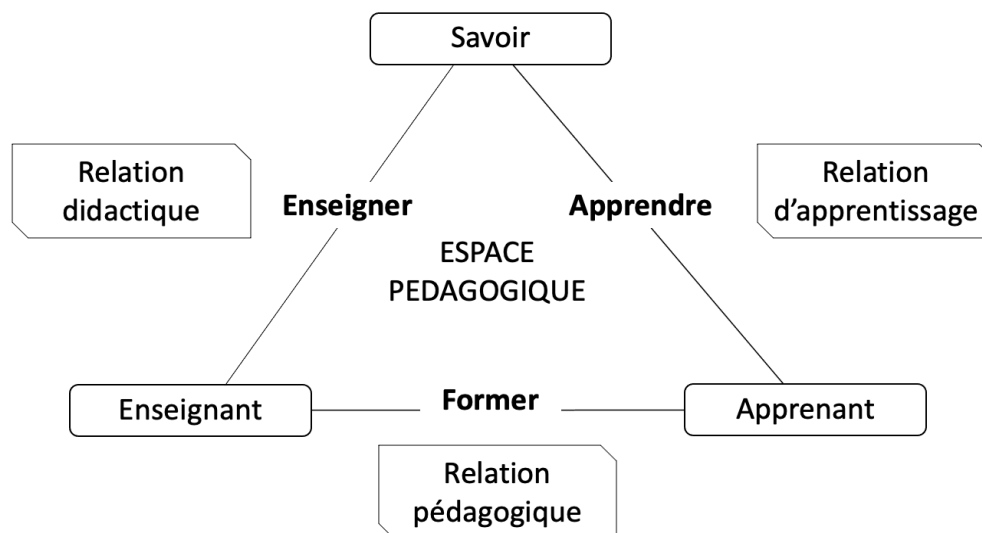 Savoir
Relation
didactique
Enseigner
Apprendre
Relation
d'apprentissage
ESPACE
PEDAGOGIQUE
Enseignant
Former
Apprenant
Relation
pédagogique